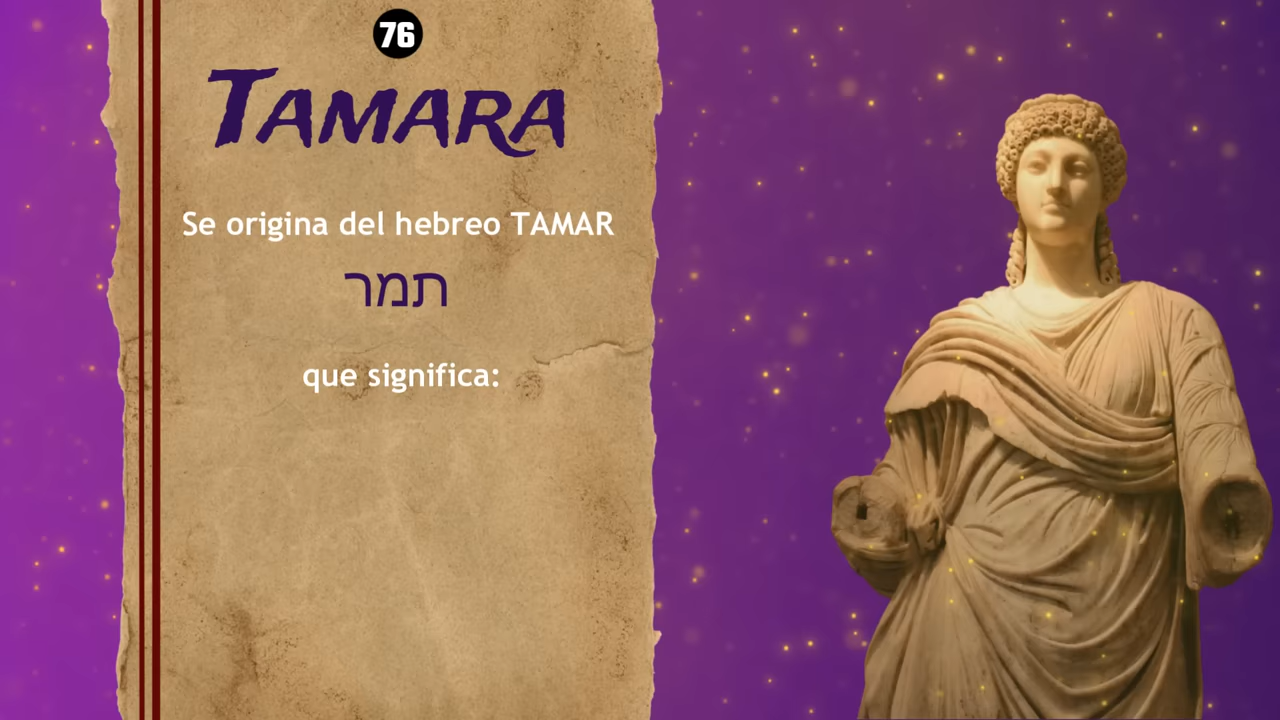 76
TAMARA
Se origina del hebreo TAMAR
תמר
que significa: